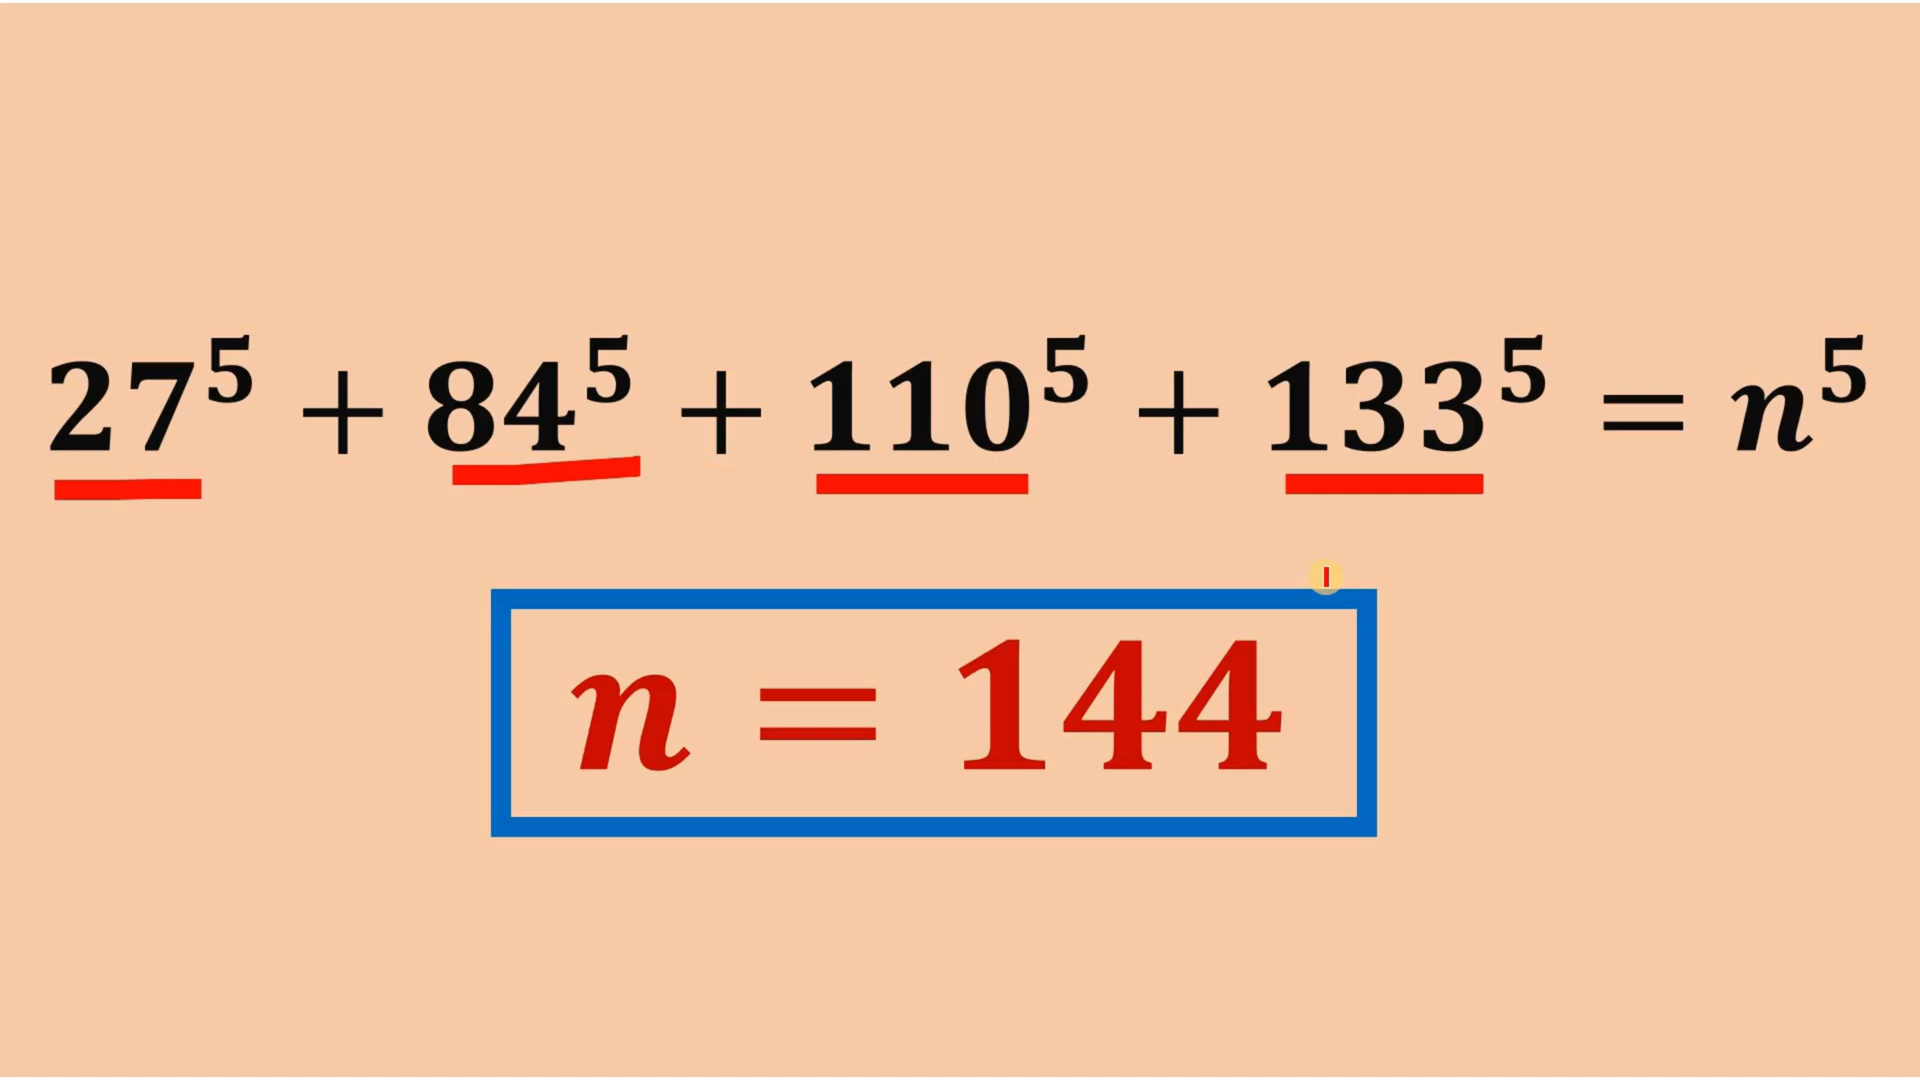 27⁵ + 84⁵ + 110⁵ + 133⁵ = n⁵
n = 144